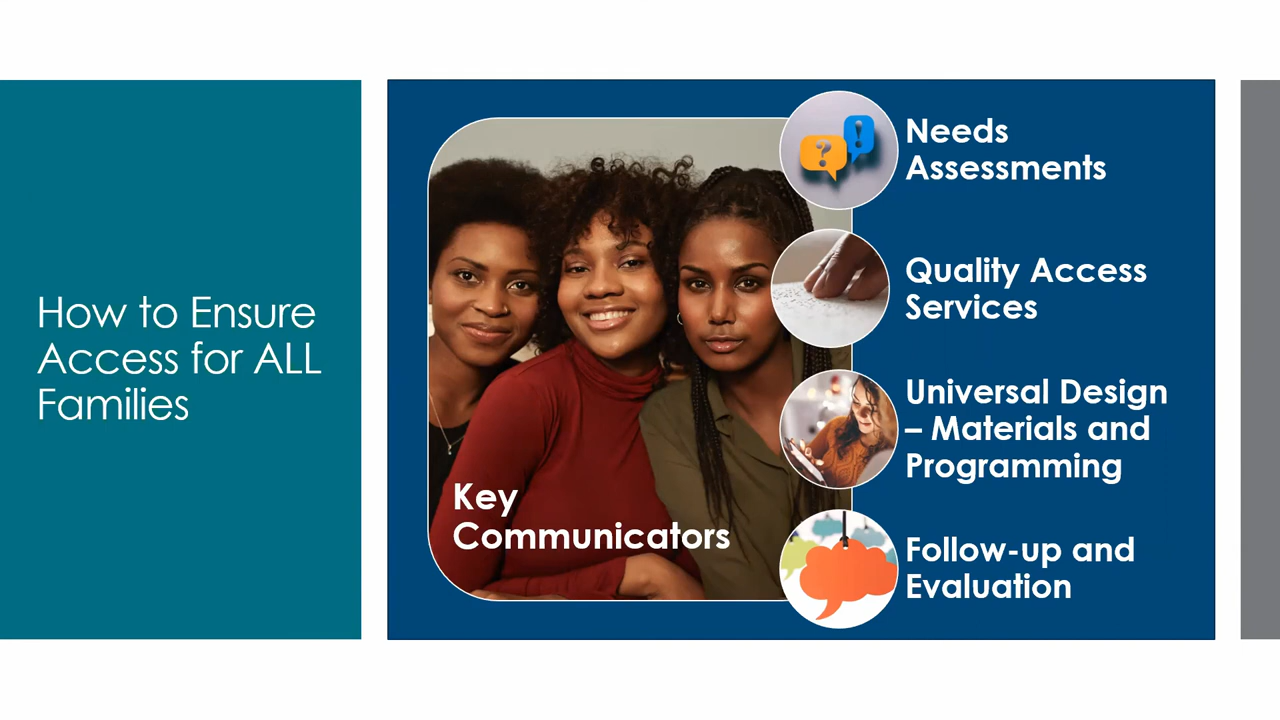 How to Ensure
Access for ALL
Families
Key
Communicators
Needs
Assessments
Quality Access
Services
Universal Design
– Materials and
Programming
Follow-up and
Evaluation